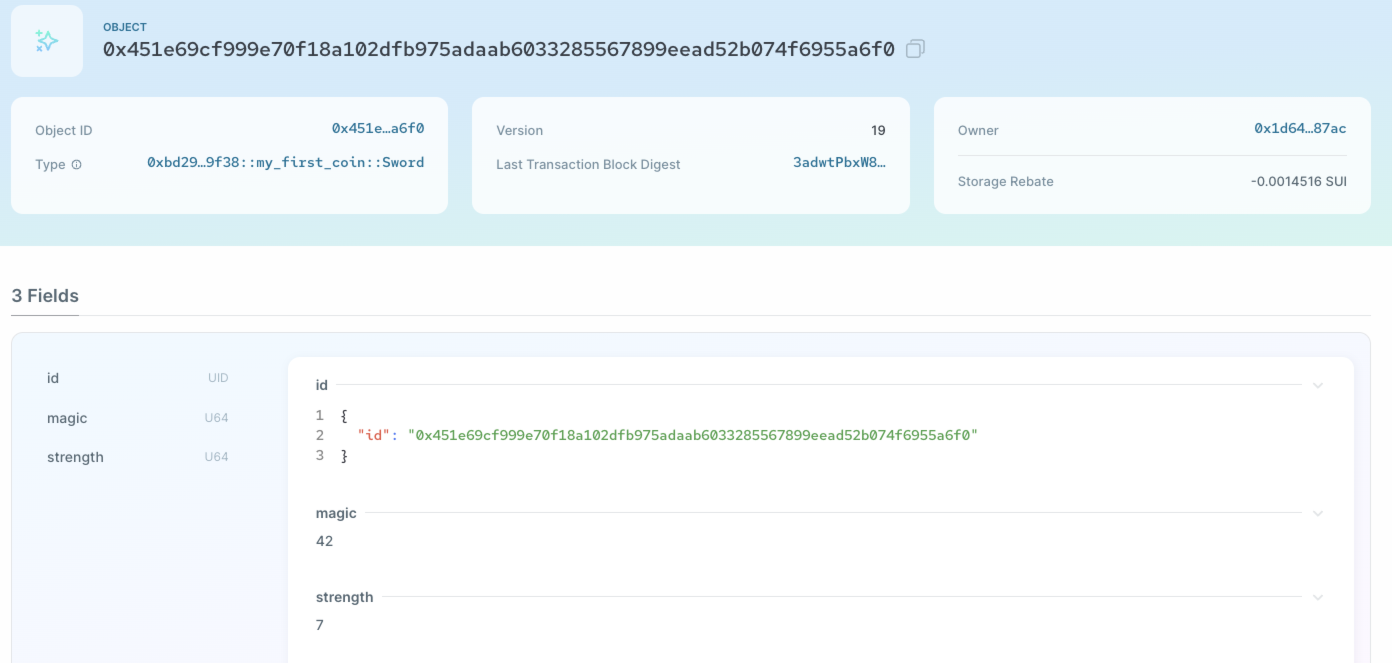 OBJECT
0x451e69cf999e70f18a102dfb975adaab6033285567899eead52b074f6955a6f0
Object ID 0x451e…a6f0
Type 0xbd29…9f38::my_first_coin::Sword
Version 19
Last Transaction Block Digest 3adwtPbxW8…
Owner 0x1d64…87ac
Storage Rebate -0.0014516 SUI
3 Fields
id UID
magic U64
strength U64
id
1 {
2 "id": "0x451e69cf999e70f18a102dfb975adaab6033285567899eead52b074f6955a6f0"
3 }
magic
42
strength
7